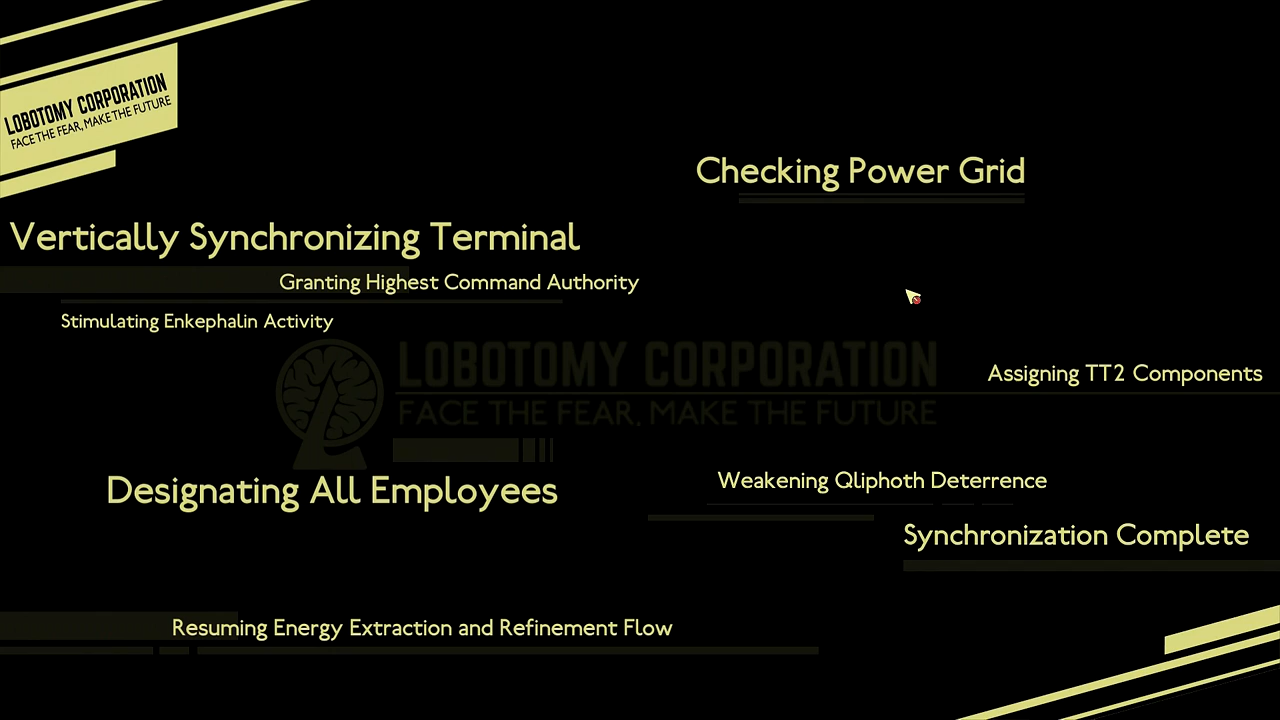 LOBOTOMY CORPORATION
FACE THE FEAR, MAKE THE FUTURE
Checking Power Grid
Vertically Synchronizing Terminal
Granting Highest Command Authority
Stimulating Enkephalin Activity
LOBOTOMY CORPORATION
FACE THE FEAR, MAKE THE FUTURE
Assigning TT2 Components
Designating All Employees
Weakening Qliphoth Deterrence
Synchronization Complete
Resuming Energy Extraction and Refinement Flow